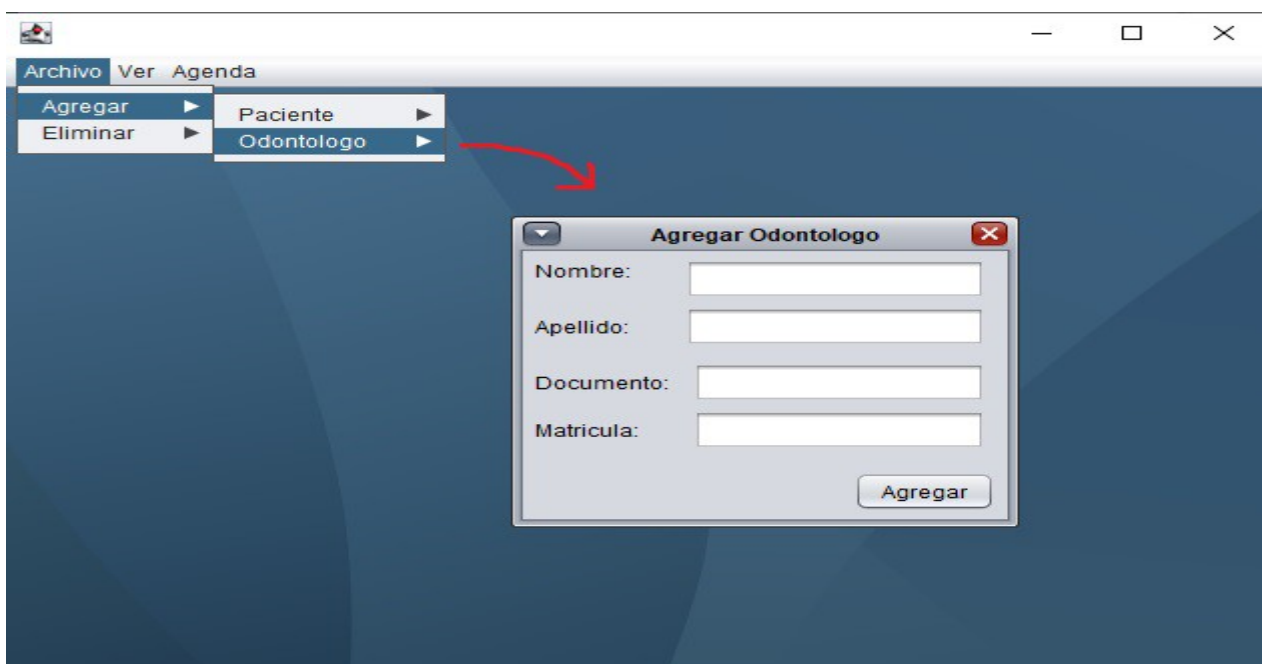 Archivo Ver Agenda
Agregar
Eliminar
Paciente
Odontologo
Agregar Odontologo
Nombre:
Apellido:
Documento:
Matricula:
Agregar